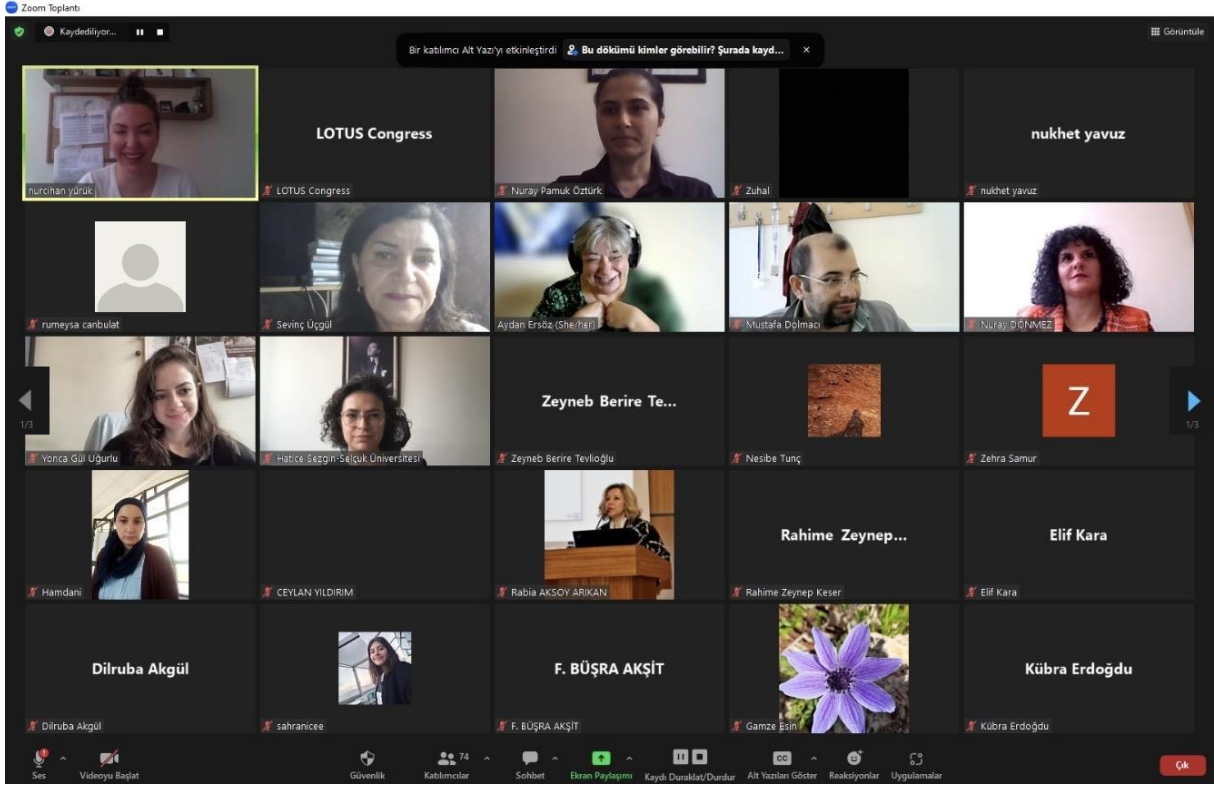 Zoom Toplantı
Kaydediliyor...
Görüntüle
Bir katılımcı Alt Yazı'yı etkinleştirdi Bu dökümü kimler görebilir? Şurada kayd... ×
LOTUS Congress
nukhet yavuz
nurcihan yürük
LOTUS Congress
Nuray Pamuk Öztürk
Zuhal
nukhet yavuz
rumeysa canbulat
Sevinç Üçgül
Aydan Ersöz (She/her)
Mustafa Dolmacı
Nuray DÖNMEZ
Zeyneb Berire Te...
Z
1/3
1/3
Yonca Gül Uğurlu
Hatice Sezgin-Selçuk Üniversitesi
Zeyneb Berire Tevlioğlu
Nesibe Tunç
Zehra Samur
Rahime Zeynep...
Elif Kara
Hamdani
CEYLAN YILDIRIM
Rabia AKSOY ARIKAN
Rahime Zeynep Keser
Elif Kara
Dilruba Akgül
F. BÜŞRA AKŞİT
Kübra Erdoğdu
Dilruba Akgül
sahranicee
F. BÜŞRA AKŞİT
Gamze Esin
Kübra Erdoğdu
74
CC
Ses
Videoyu Başlat
Güvenlik
Katılımcılar
Sohbet
Ekran Paylaşımı
Kaydı Duraklat/Durdur
Alt Yazıları Göster
Reaksiyonlar
Uygulamalar
Çık